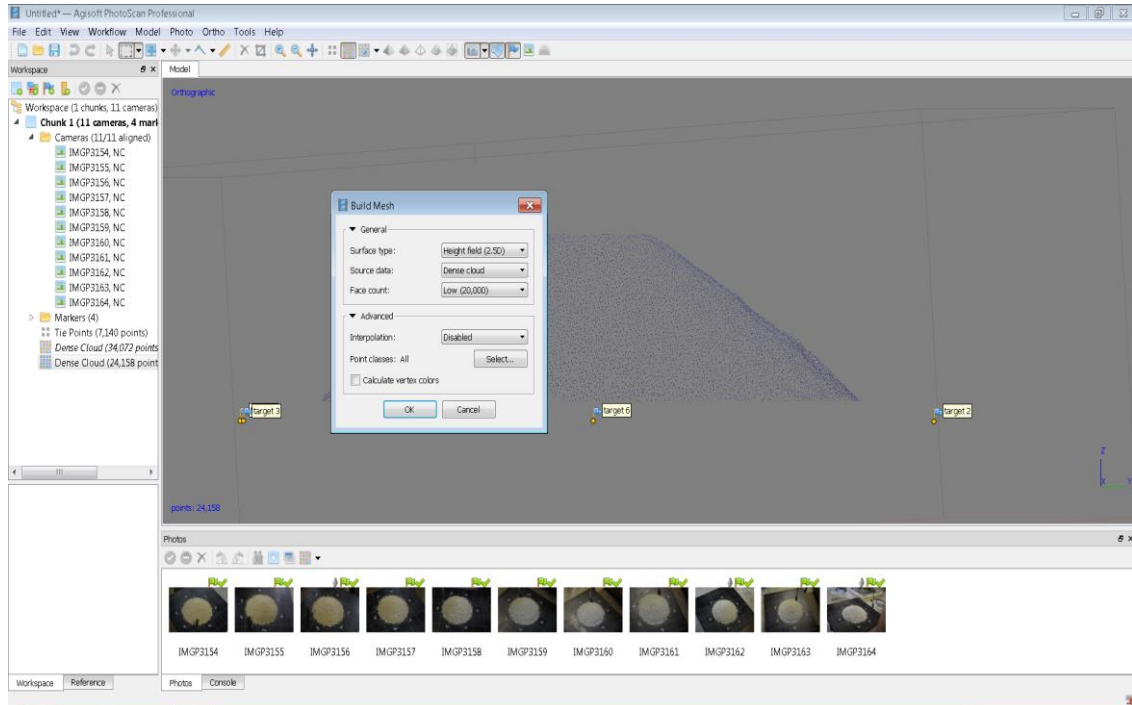 Untitled* — Agisoft PhotoScan Professional
File Edit View Workflow Model Photo Ortho Tools Help
Workspace
Model
Workspace (1 chunks, 11 cameras)
Chunk 1 (11 cameras, 4 mark
Cameras (11/11 aligned)
IMGP3154, NC
IMGP3155, NC
IMGP3156, NC
IMGP3157, NC
IMGP3158, NC
IMGP3159, NC
IMGP3160, NC
IMGP3161, NC
IMGP3162, NC
IMGP3163, NC
IMGP3164, NC
Markers (4)
Tie Points (7,140 points)
Dense Cloud (34,072 points
Dense Cloud (24,158 point
Orthographic
Build Mesh
General
Surface type: Height field (2.5D)
Source data: Dense cloud
Face count: Low (20,000)
Advanced
Interpolation: Disabled
Point classes: All Select...
Calculate vertex colors
OK Cancel
target 3
target 6
target 2
Z
X Y
points: 24,158
Photos
IMGP3154 IMGP3155 IMGP3156 IMGP3157 IMGP3158 IMGP3159 IMGP3160 IMGP3161 IMGP3162 IMGP3163 IMGP3164
Workspace Reference
Photos Console